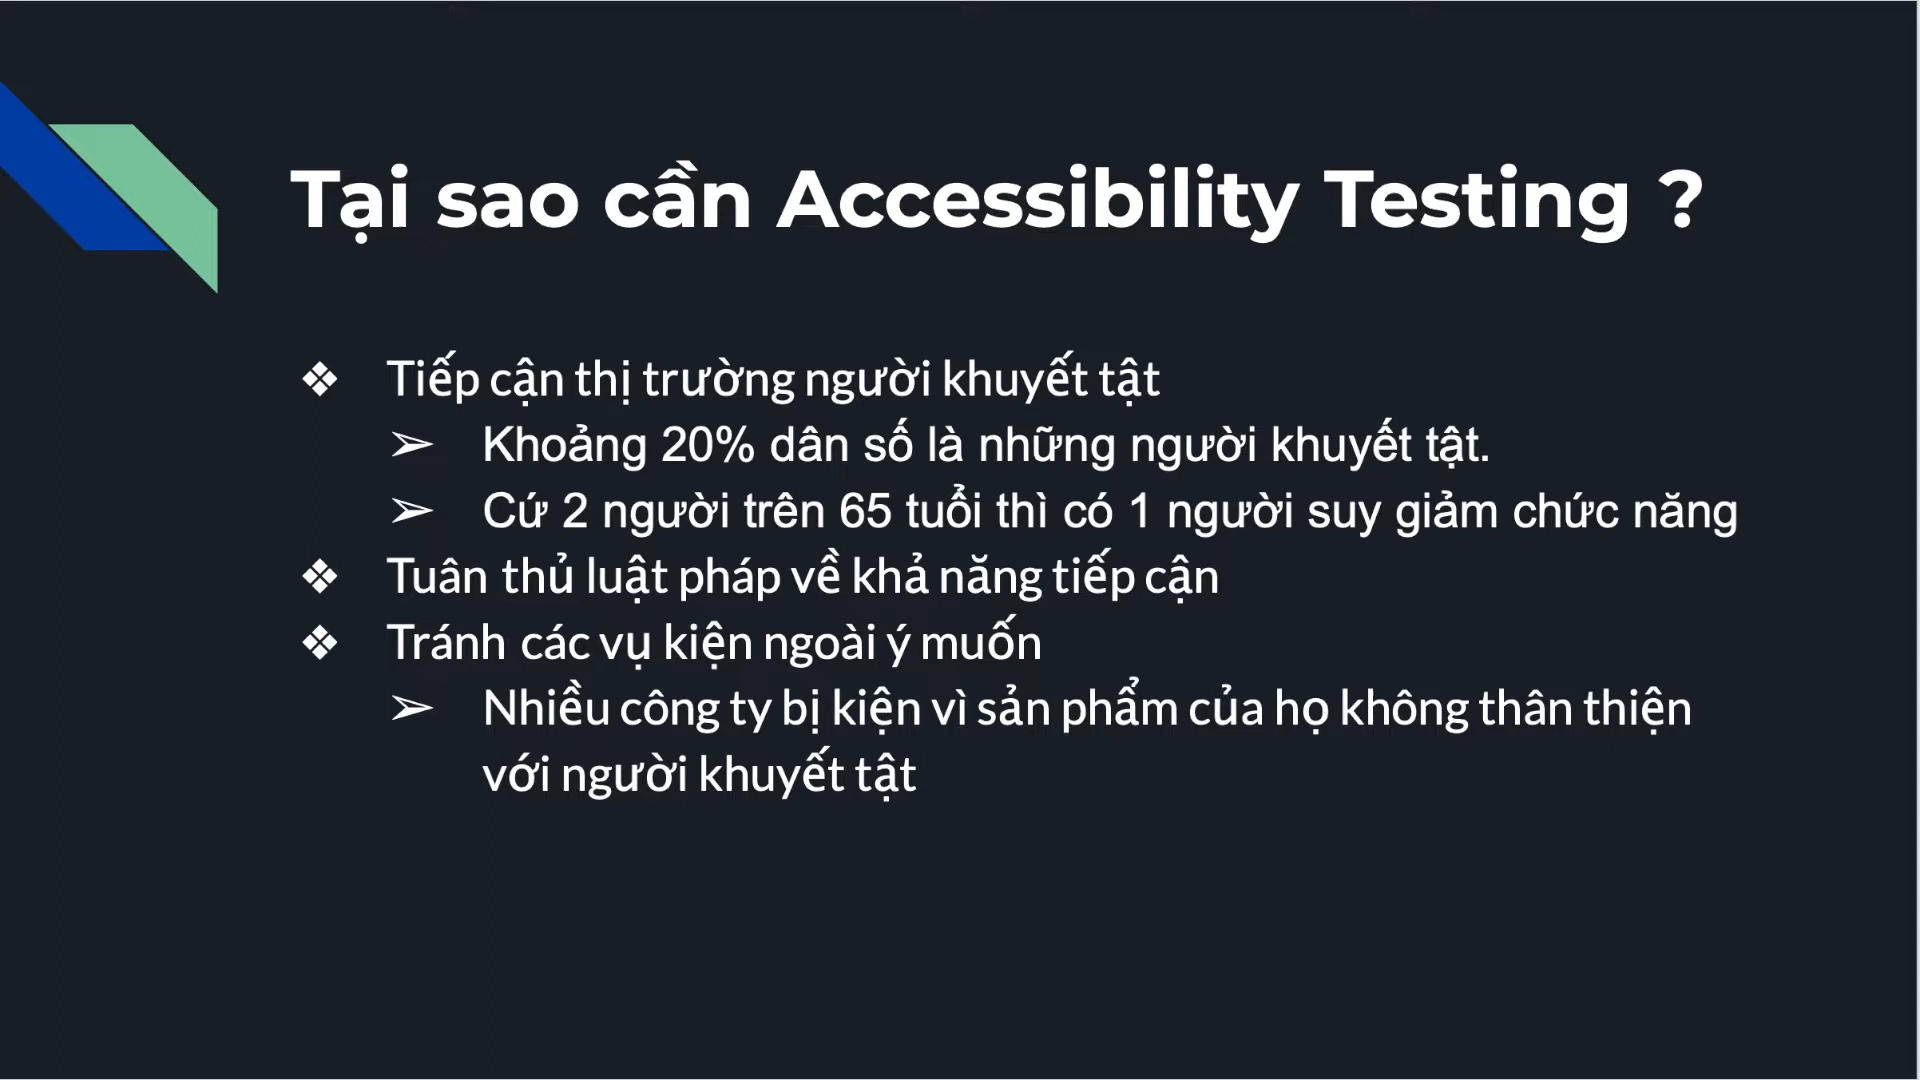 Tại sao cần Accessibility Testing ?
❖ Tiếp cận thị trường người khuyết tật
➢ Khoảng 20% dân số là những người khuyết tật.
➢ Cứ 2 người trên 65 tuổi thì có 1 người suy giảm chức năng
❖ Tuân thủ luật pháp về khả năng tiếp cận
❖ Tránh các vụ kiện ngoài ý muốn
➢ Nhiều công ty bị kiện vì sản phẩm của họ không thân thiện
với người khuyết tật